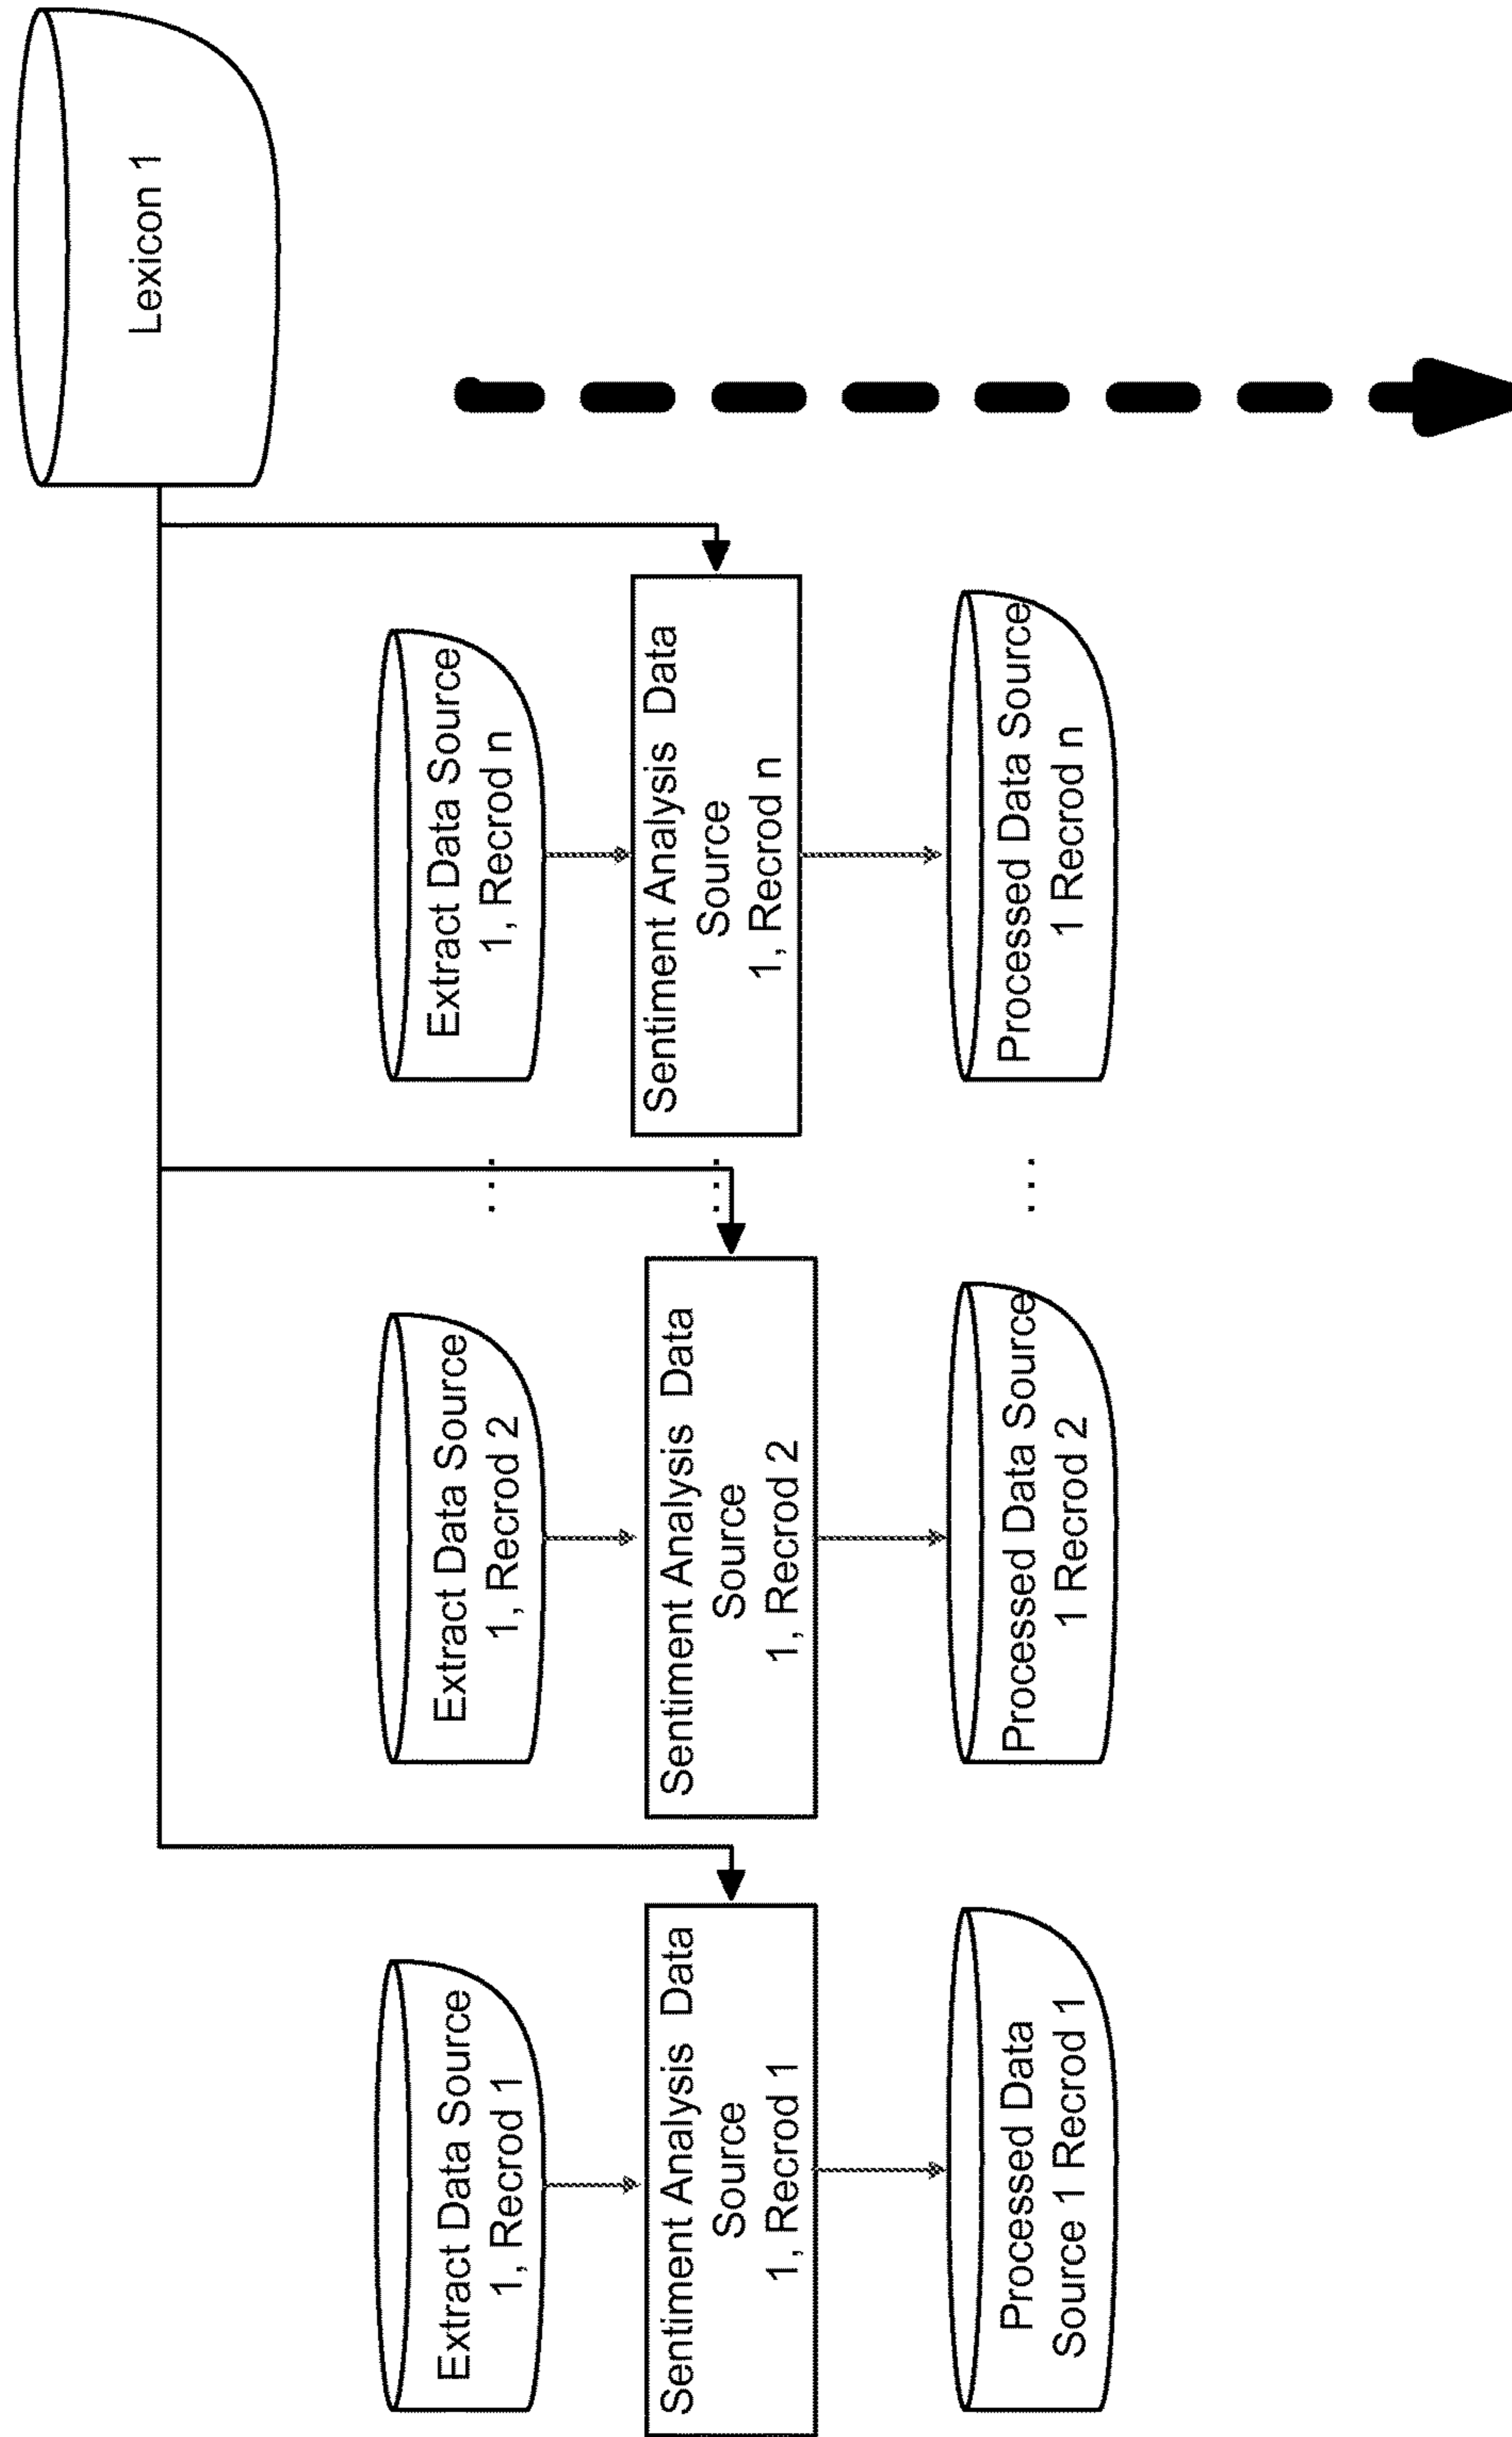 Lexicon 1
Extract Data Source
1, Recrod 1
Extract Data Source
1, Recrod 2
...
Extract Data Source
1, Recrod n
Sentiment Analysis Data
Source
1, Recrod 1
Sentiment Analysis Data
Source
1, Recrod 2
...
Sentiment Analysis Data
Source
1, Recrod n
Processed Data
Source 1 Recrod 1
Processed Data Source
1 Recrod 2
...
Processed Data Source
1 Recrod n